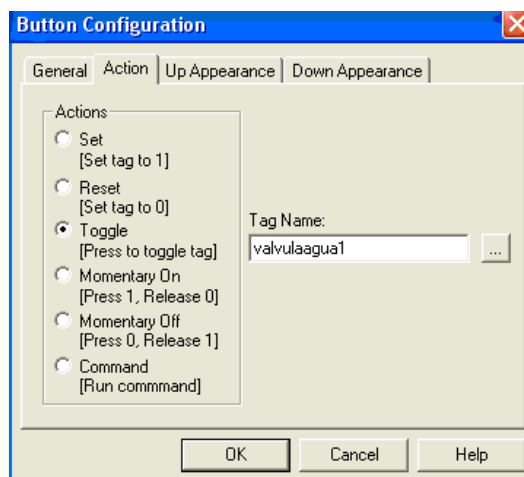 Button Configuration
General Action Up Appearance Down Appearance
Actions
Set
[Set tag to 1]
Reset
[Set tag to 0]
Toggle
[Press to toggle tag]
Momentary On
[Press 1, Release 0]
Momentary Off
[Press 0, Release 1]
Command
[Run commmand]
Tag Name:
valvulaagua1
...
OK Cancel Help